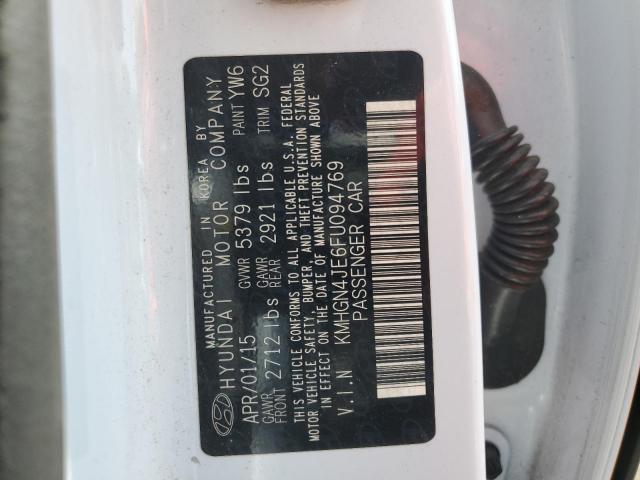 MANUFACTURED IN KOREA BY
HYUNDAI MOTOR COMPANY
APR/01/15 GVWR 5379 lbs PAINT YW6
GAWR FRONT 2712 lbs GAWR REAR 2921 lbs TRIM SG2
THIS VEHICLE CONFORMS TO ALL APPLICABLE U.S.A. FEDERAL
MOTOR VEHICLE SAFETY, BUMPER, AND THEFT PREVENTION STANDARDS
IN EFFECT ON THE DATE OF MANUFACTURE SHOWN ABOVE
V.I.N KMHGN4JE6FU094769
PASSENGER CAR